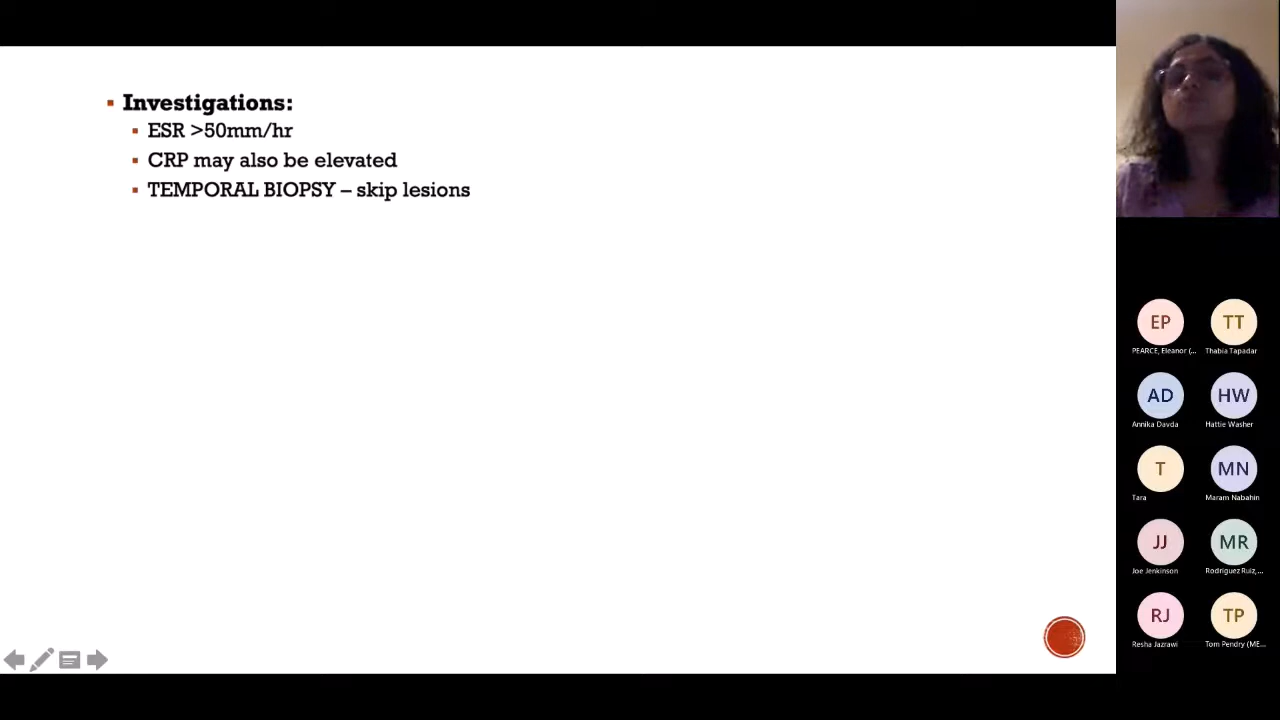 Investigations:
ESR >50mm/hr
CRP may also be elevated
TEMPORAL BIOPSY – skip lesions
EP
TT
PEARCE, Eleanor (...
Thabia Tapadar
AD
HW
Annika Davda
Hattie Washer
T
MN
Tara
Maram Nabahin
JJ
MR
Joe Jenkinson
Rodriguez Ruiz,...
RJ
TP
Resha Jazrawi
Tom Pendry (ME...